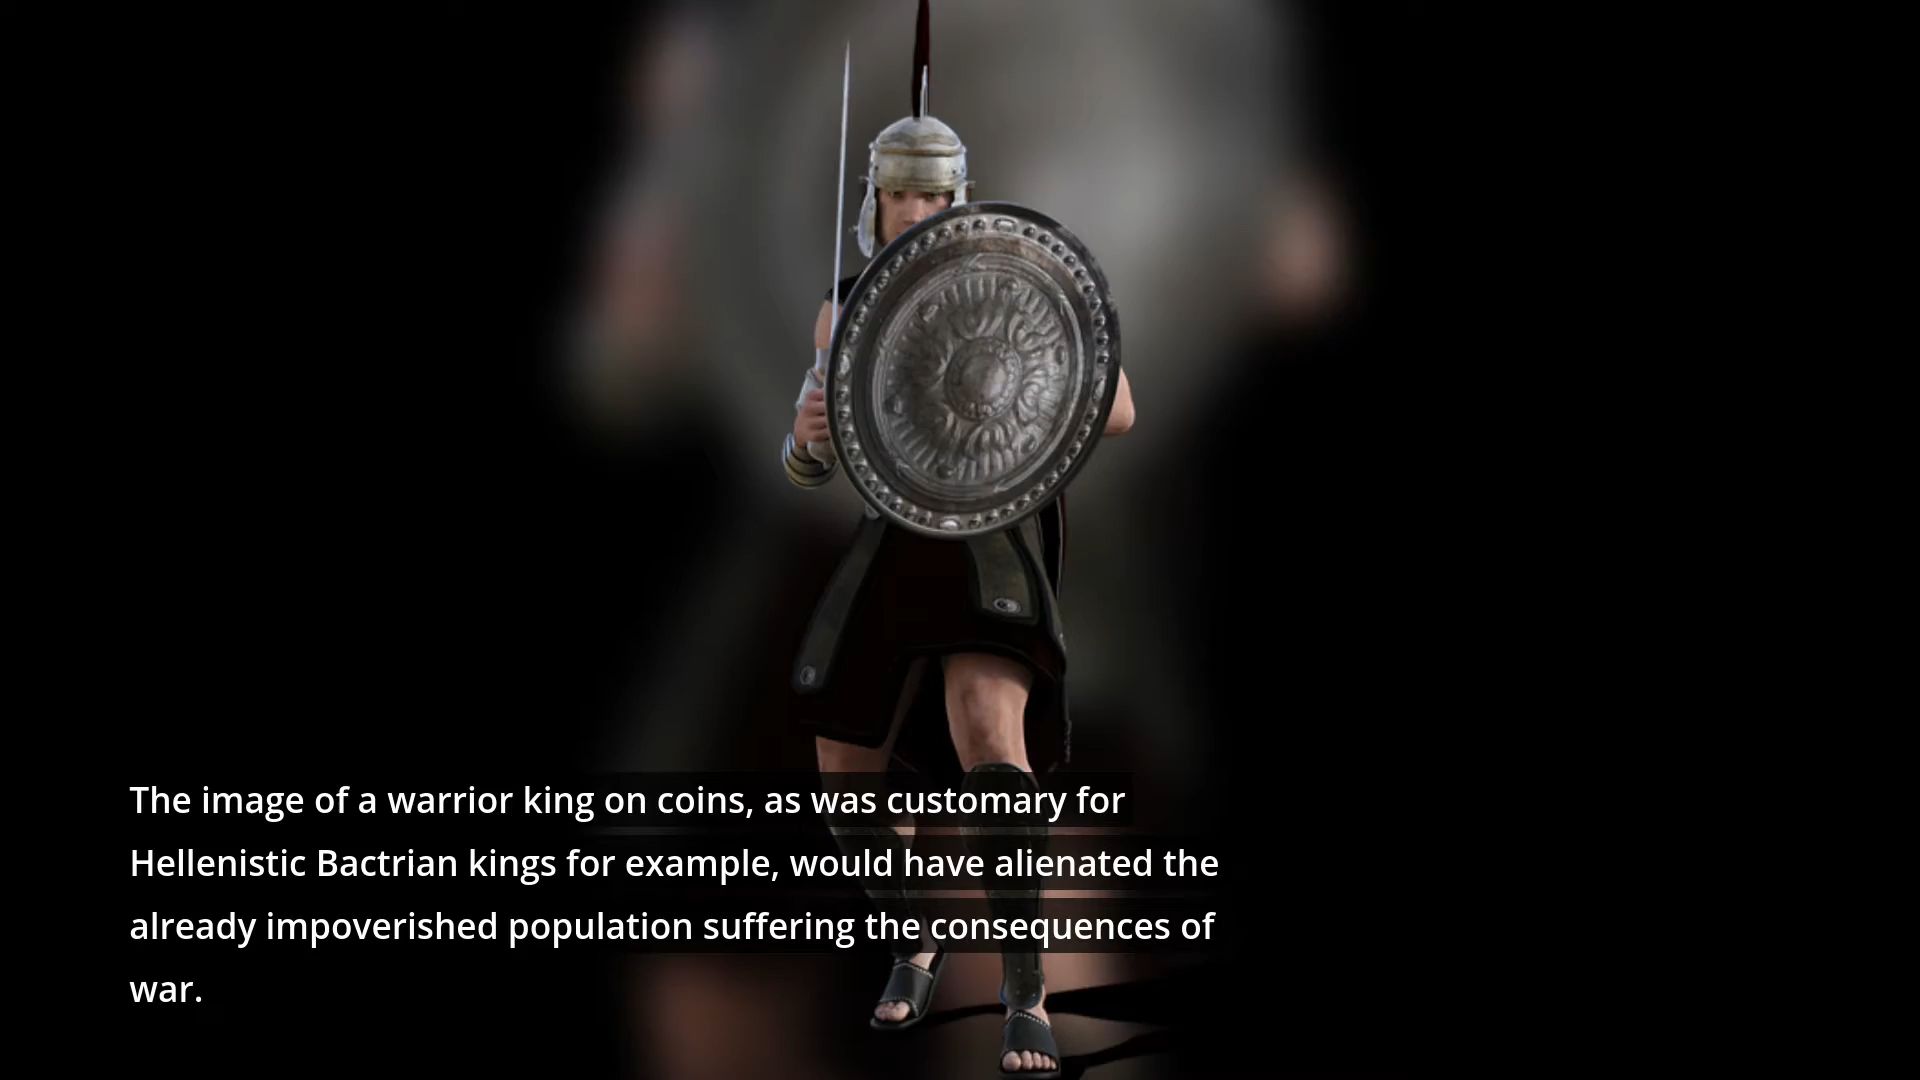 The image of a warrior king on coins, as was customary for
Hellenistic Bactrian kings for example, would have alienated the
already impoverished population suffering the consequences of
war.